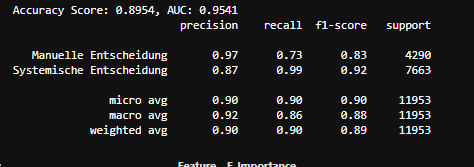 Accuracy Score: 0.8954, AUC: 0.9541
precision recall f1-score support
Manuelle Entscheidung 0.97 0.73 0.83 4290
Systemische Entscheidung 0.87 0.99 0.92 7663
micro avg 0.90 0.90 0.90 11953
macro avg 0.92 0.86 0.88 11953
weighted avg 0.90 0.90 0.89 11953
Feature F Importance